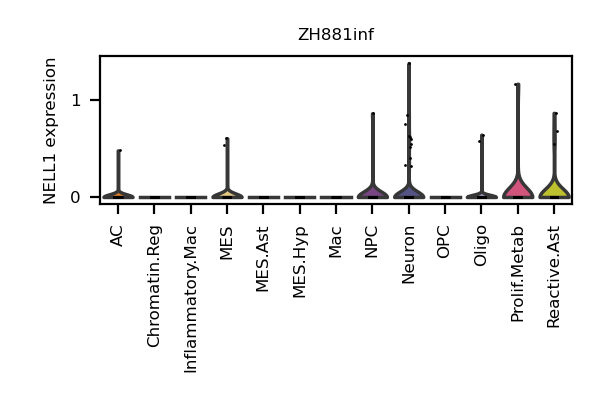 ZH881inf
NELL1 expression
1
0
AC
Chromatin.Reg
Inflammatory.Mac
MES
MES.Ast
MES.Hyp
Mac
NPC
Neuron
OPC
Oligo
Prolif.Metab
Reactive.Ast